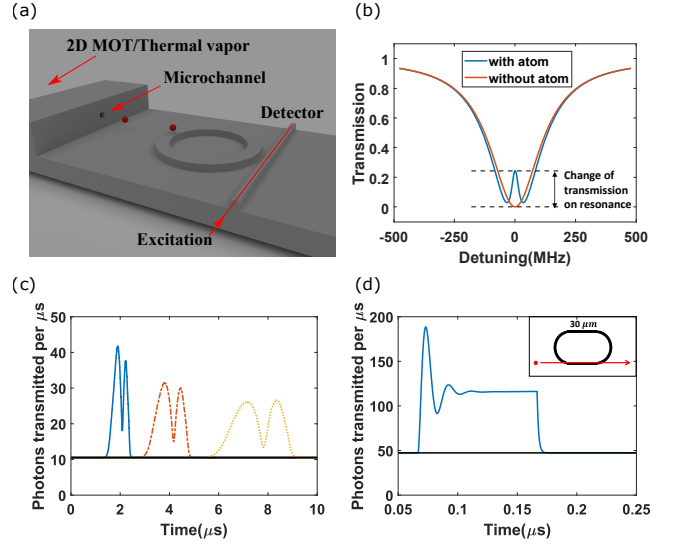 (a)
2D MOT/Thermal vapor
Microchannel
Detector
Excitation
(b)
Transmission
1
0.8
0.6
0.4
0.2
0
with atom
without atom
Change of
transmission
on resonance
-500
-250
0
250
500
Detuning(MHz)
(c)
Photons transmitted per μs
50
40
30
20
10
0
0
2
4
6
8
10
Time(μs)
(d)
Photons transmitted per μs
200
150
100
50
0
30 μm
0.05
0.1
0.15
0.2
0.25
Time(μs)